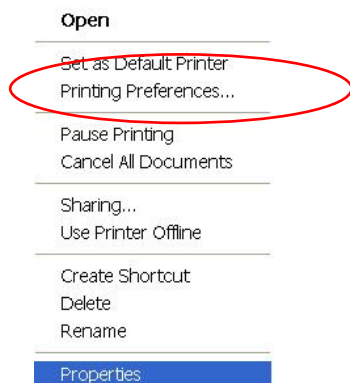 Open
Set as Default Printer
Printing Preferences...
Pause Printing
Cancel All Documents
Sharing...
Use Printer Offline
Create Shortcut
Delete
Rename
Properties